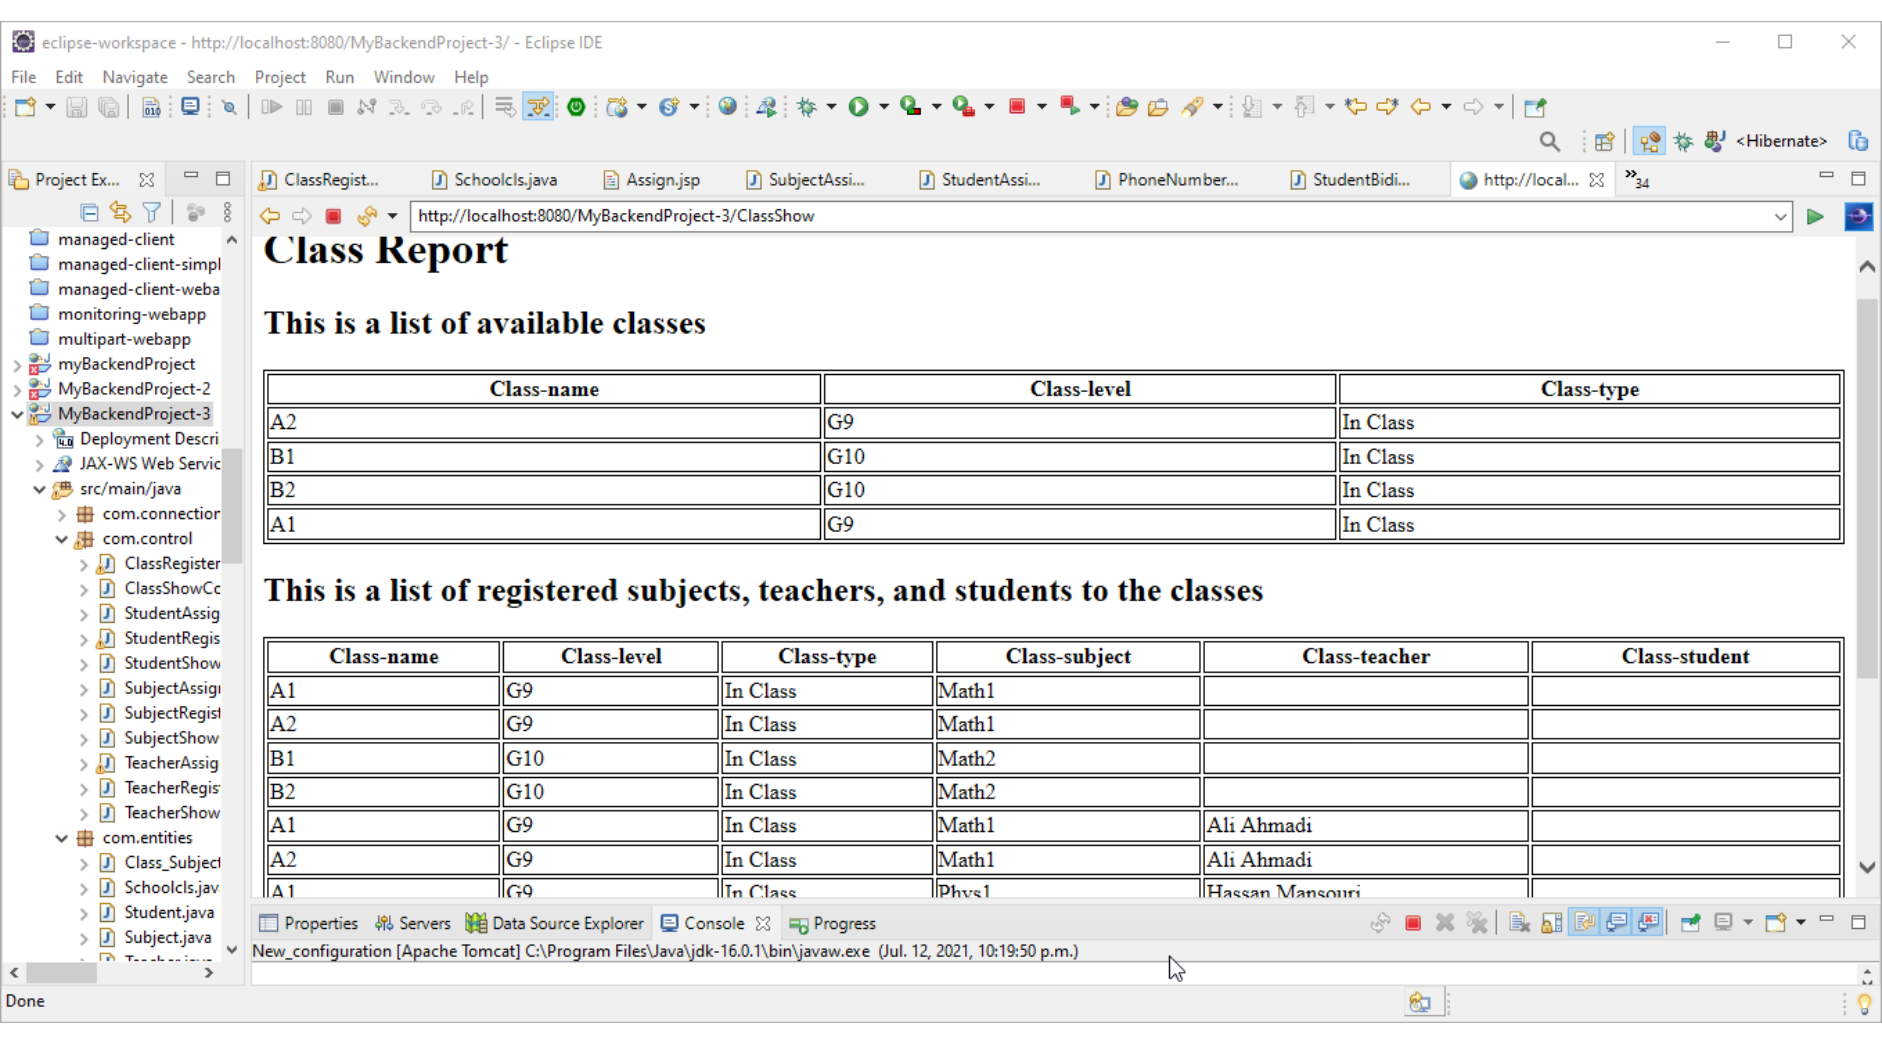 eclipse-workspace - http://localhost:8080/MyBackendProject-3/ - Eclipse IDE
File Edit Navigate Search Project Run Window Help
<Hibernate>
Project Ex...
ClassRegist... Schoolcls.java Assign.jsp SubjectAssi... StudentAssi... PhoneNumber... StudentBidi... http://local... »34
http://localhost:8080/MyBackendProject-3/ClassShow
managed-client
managed-client-simpl
managed-client-weba
monitoring-webapp
multipart-webapp
myBackendProject
MyBackendProject-2
MyBackendProject-3
Deployment Descri
JAX-WS Web Servic
src/main/java
com.connection
com.control
ClassRegister
ClassShowCo
StudentAssig
StudentRegis
StudentShow
SubjectAssig
SubjectRegist
SubjectShow
TeacherAssig
TeacherRegis
TeacherShow
com.entities
Class_Subject
Schoolcls.jav
Student.java
Subject.java
Teacher.java
Class Report
This is a list of available classes
Class-name Class-level Class-type
A2 G9 In Class
B1 G10 In Class
B2 G10 In Class
A1 G9 In Class
This is a list of registered subjects, teachers, and students to the classes
Class-name Class-level Class-type Class-subject Class-teacher Class-student
A1 G9 In Class Math1
A2 G9 In Class Math1
B1 G10 In Class Math2
B2 G10 In Class Math2
A1 G9 In Class Math1 Ali Ahmadi
A2 G9 In Class Math1 Ali Ahmadi
A1 G9 In Class Phys1 Hassan Mansouri
Properties Servers Data Source Explorer Console Progress
New_configuration [Apache Tomcat] C:\Program Files\Java\jdk-16.0.1\bin\javaw.exe (Jul. 12, 2021, 10:19:50 p.m.)
Done